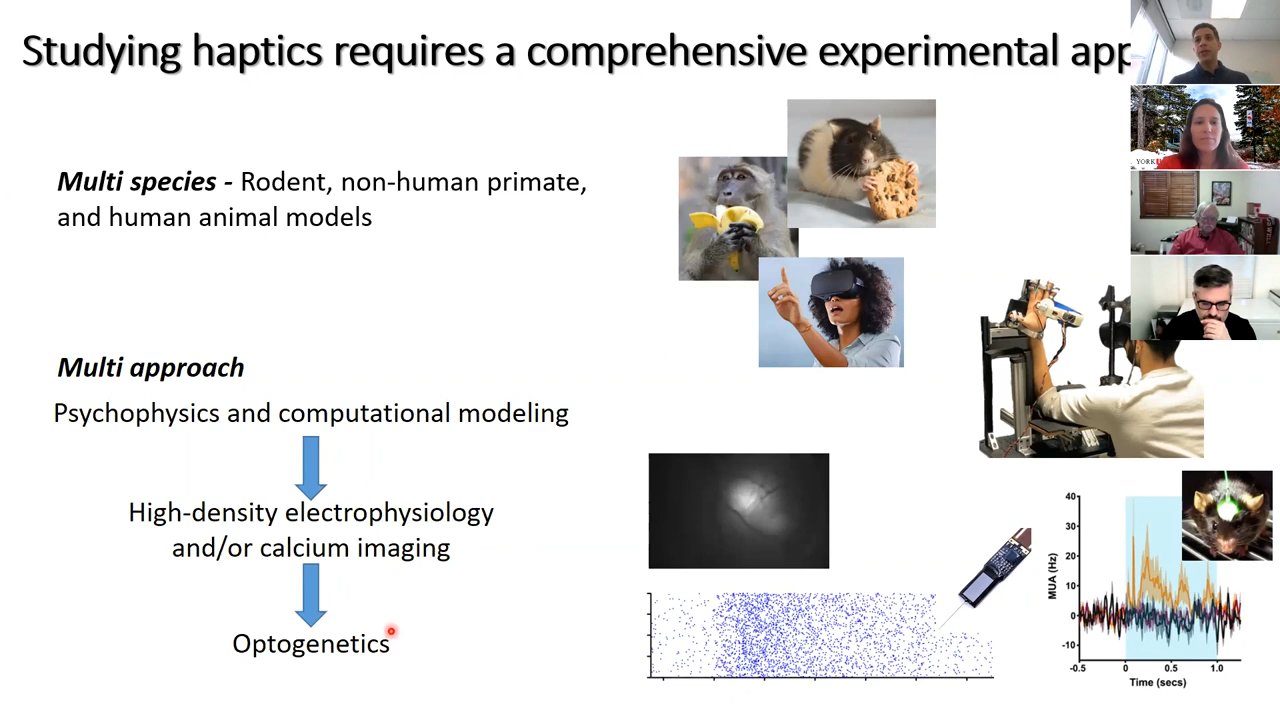 Studying haptics requires a comprehensive experimental app
Multi species - Rodent, non-human primate,
and human animal models
Multi approach
Psychophysics and computational modeling
High-density electrophysiology
and/or calcium imaging
Optogenetics
YORK
40
30
20
10
0
-10
MUA (Hz)
-0.5 0 0.5 1.0
Time (secs)